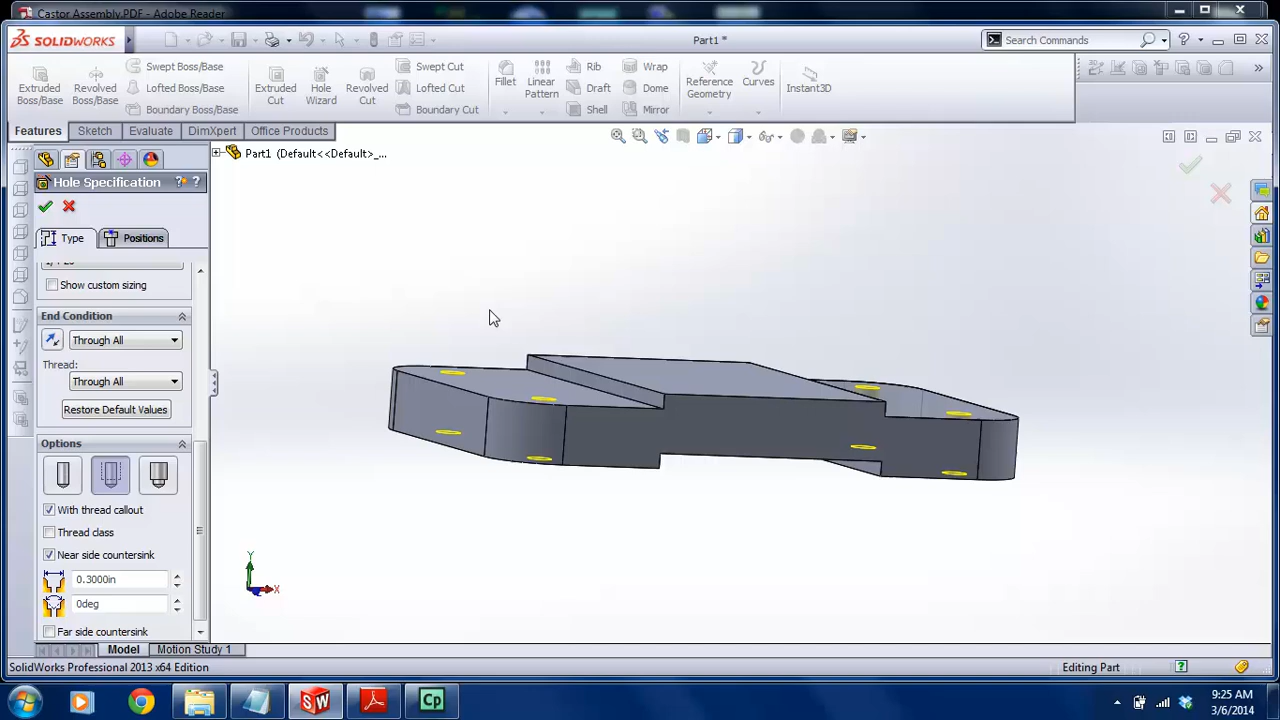 Castor Assembly.PDF - Adobe Reader
SOLIDWORKS
Part1 *
Search Commands
Extruded Boss/Base
Revolved Boss/Base
Swept Boss/Base
Lofted Boss/Base
Boundary Boss/Base
Extruded Cut
Hole Wizard
Revolved Cut
Swept Cut
Lofted Cut
Boundary Cut
Fillet
Linear Pattern
Rib
Draft
Shell
Wrap
Dome
Mirror
Reference Geometry
Curves
Instant3D
Features
Sketch
Evaluate
DimXpert
Office Products
Part1 (Default<<Default>_...
Hole Specification
Type
Positions
Show custom sizing
End Condition
Through All
Thread:
Through All
Restore Default Values
Options
With thread callout
Thread class
Near side countersink
0.3000in
0deg
Far side countersink
Y
X
Model
Motion Study 1
SolidWorks Professional 2013 x64 Edition
Editing Part
9:25 AM
3/6/2014